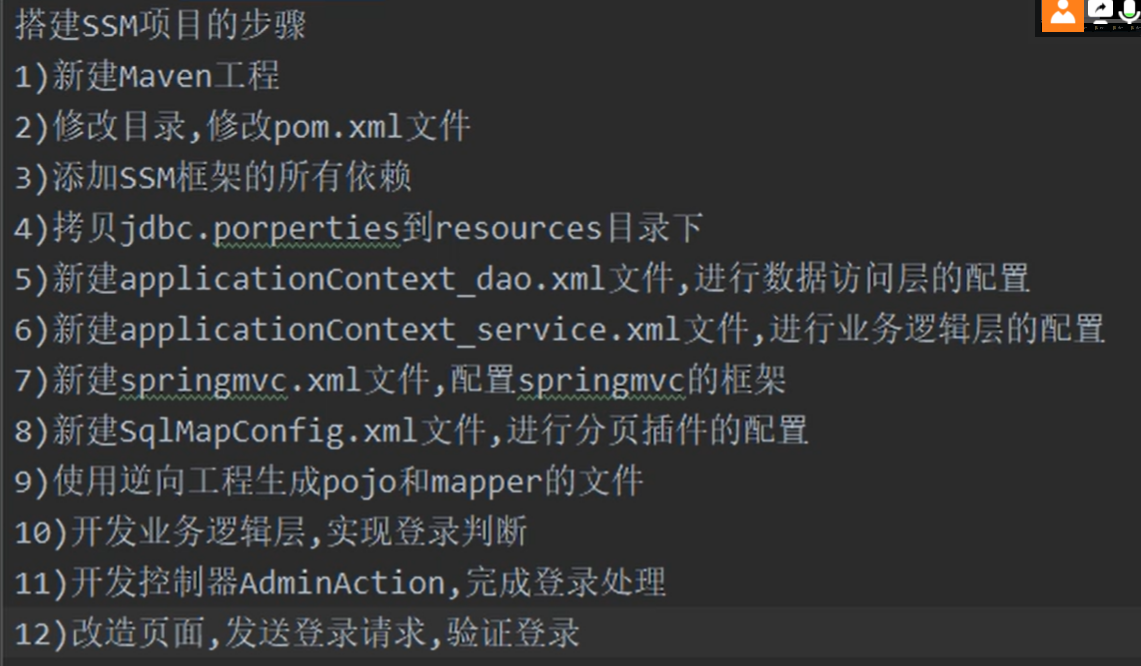 搭建SSM项目的步骤
1)新建Maven工程
2)修改目录,修改pom.xml文件
3)添加SSM框架的所有依赖
4)拷贝jdbc.porperties到resources目录下
5)新建applicationContext_dao.xml文件,进行数据访问层的配置
6)新建applicationContext_service.xml文件,进行业务逻辑层的配置
7)新建springmvc.xml文件,配置springmvc的框架
8)新建SqlMapConfig.xml文件,进行分页插件的配置
9)使用逆向工程生成pojo和mapper的文件
10)开发业务逻辑层,实现登录判断
11)开发控制器AdminAction,完成登录处理
12)改造页面,发送登录请求,验证登录